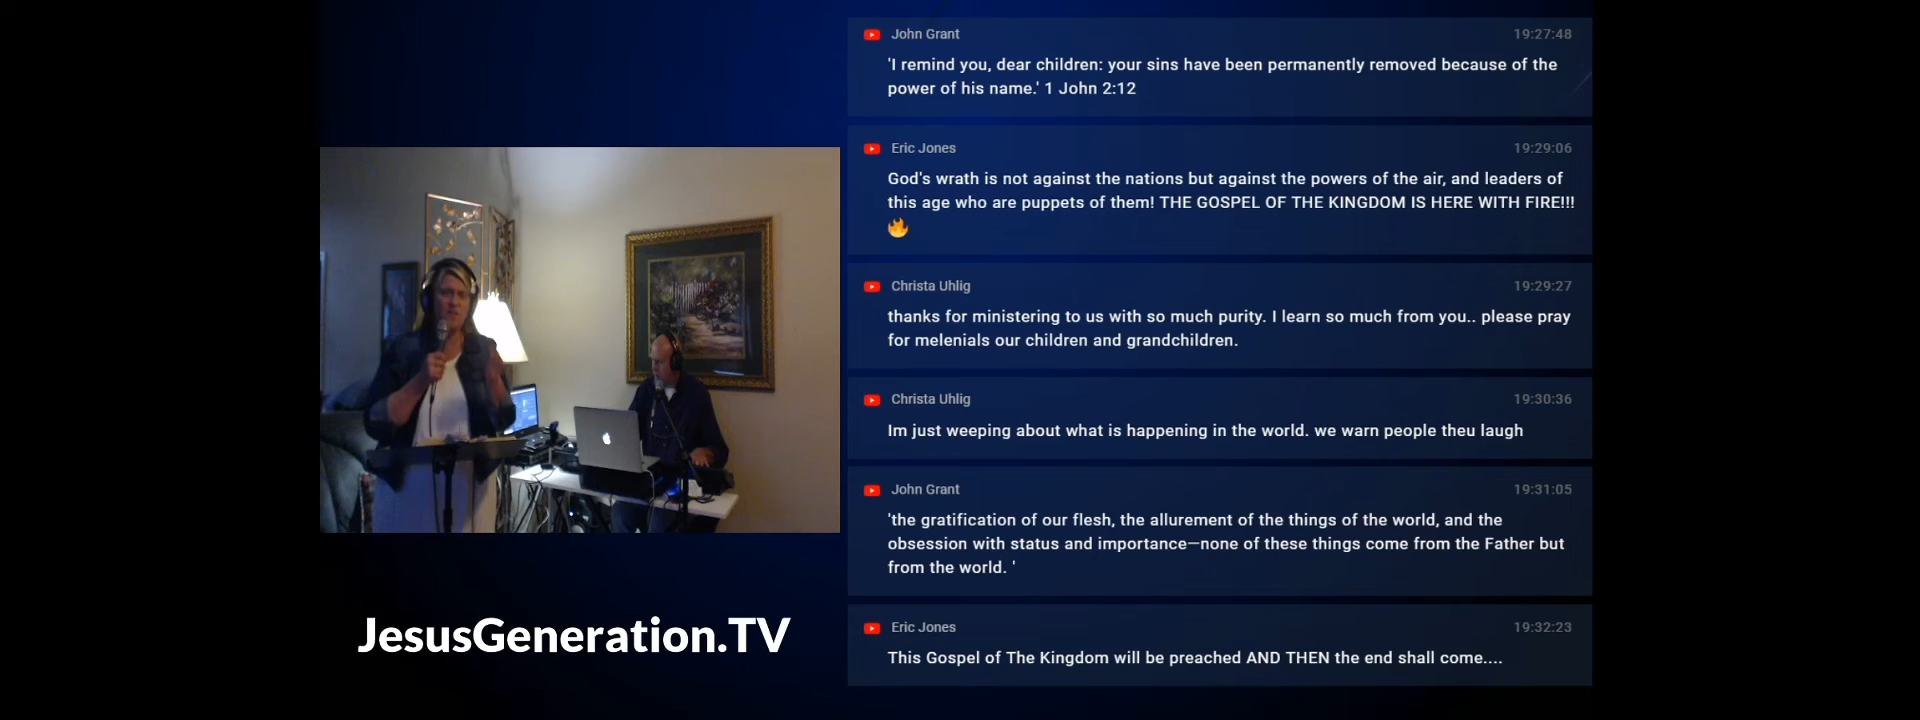 John Grant 19:27:48
'I remind you, dear children: your sins have been permanently removed because of the
power of his name.' 1 John 2:12
Eric Jones 19:29:06
God's wrath is not against the nations but against the powers of the air, and leaders of
this age who are puppets of them! THE GOSPEL OF THE KINGDOM IS HERE WITH FIRE!!!
🔥
Christa Uhlig 19:29:27
thanks for ministering to us with so much purity. I learn so much from you.. please pray
for melenials our children and grandchildren.
Christa Uhlig 19:30:36
Im just weeping about what is happening in the world. we warn people theu laugh
John Grant 19:31:05
'the gratification of our flesh, the allurement of the things of the world, and the
obsession with status and importance—none of these things come from the Father but
from the world. '
Eric Jones 19:32:23
This Gospel of The Kingdom will be preached AND THEN the end shall come....
JesusGeneration.TV